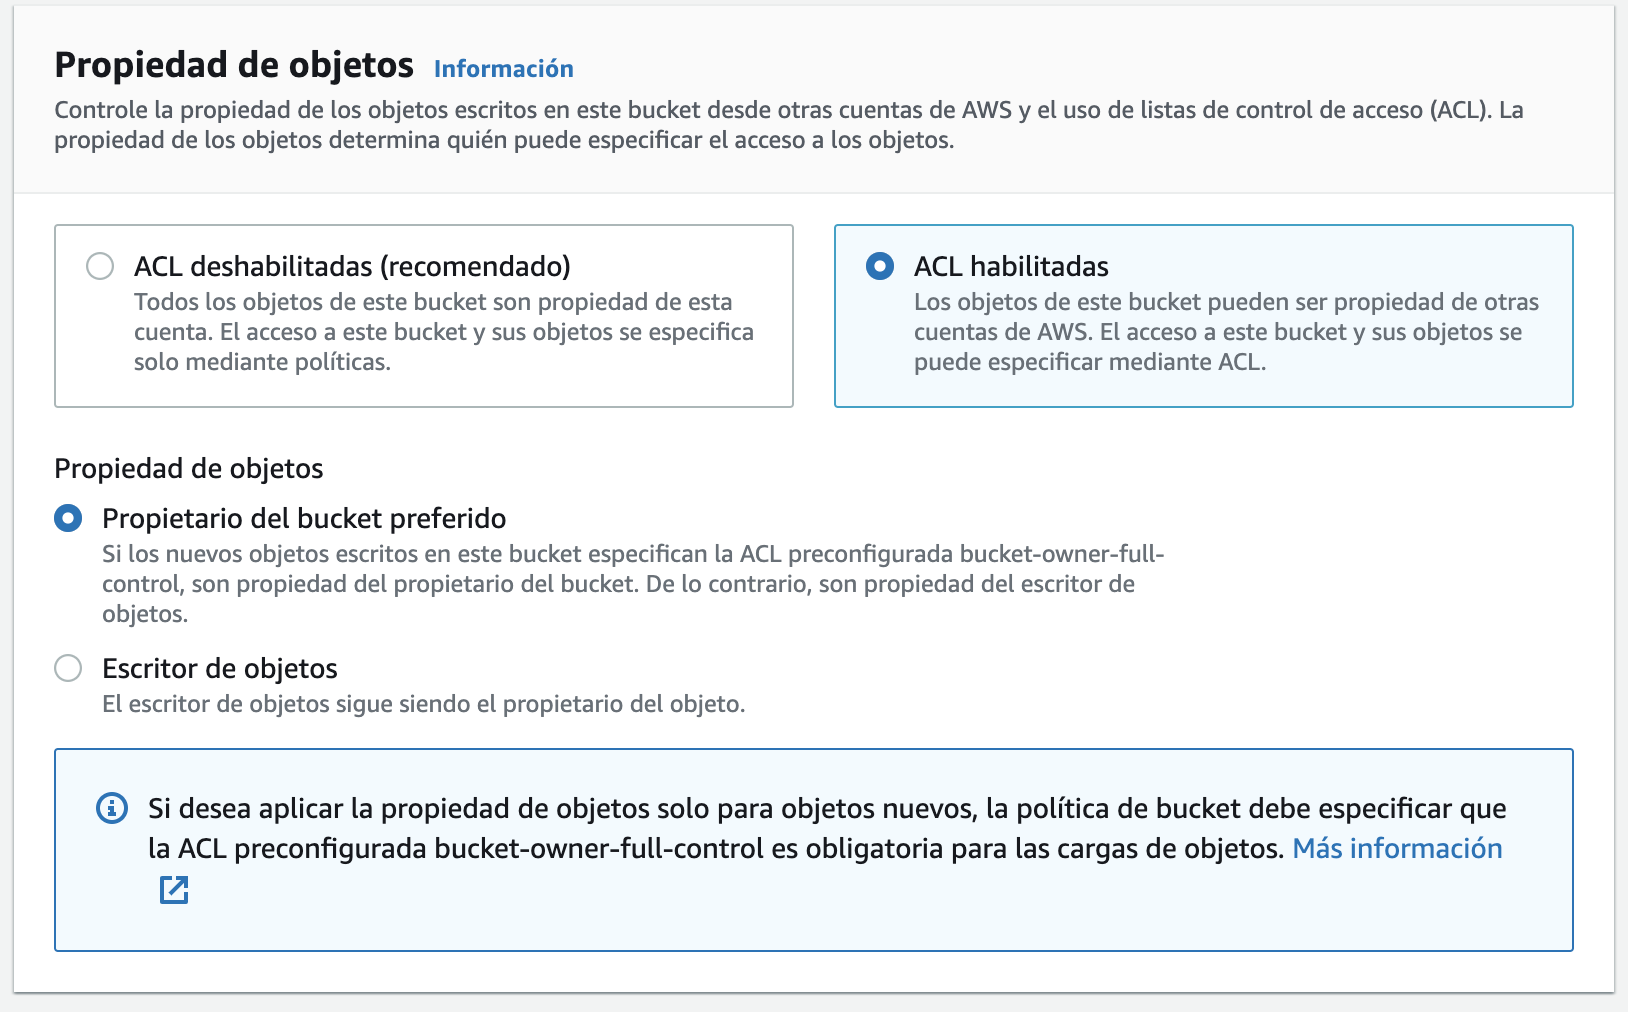 Propiedad de objetos Información
Controle la propiedad de los objetos escritos en este bucket desde otras cuentas de AWS y el uso de listas de control de acceso (ACL). La
propiedad de los objetos determina quién puede especificar el acceso a los objetos.
ACL deshabilitadas (recomendado)
Todos los objetos de este bucket son propiedad de esta
cuenta. El acceso a este bucket y sus objetos se especifica
solo mediante políticas.
ACL habilitadas
Los objetos de este bucket pueden ser propiedad de otras
cuentas de AWS. El acceso a este bucket y sus objetos se
puede especificar mediante ACL.
Propiedad de objetos
Propietario del bucket preferido
Si los nuevos objetos escritos en este bucket especifican la ACL preconfigurada bucket-owner-full-
control, son propiedad del propietario del bucket. De lo contrario, son propiedad del escritor de
objetos.
Escritor de objetos
El escritor de objetos sigue siendo el propietario del objeto.
Si desea aplicar la propiedad de objetos solo para objetos nuevos, la política de bucket debe especificar que
la ACL preconfigurada bucket-owner-full-control es obligatoria para las cargas de objetos. Más información